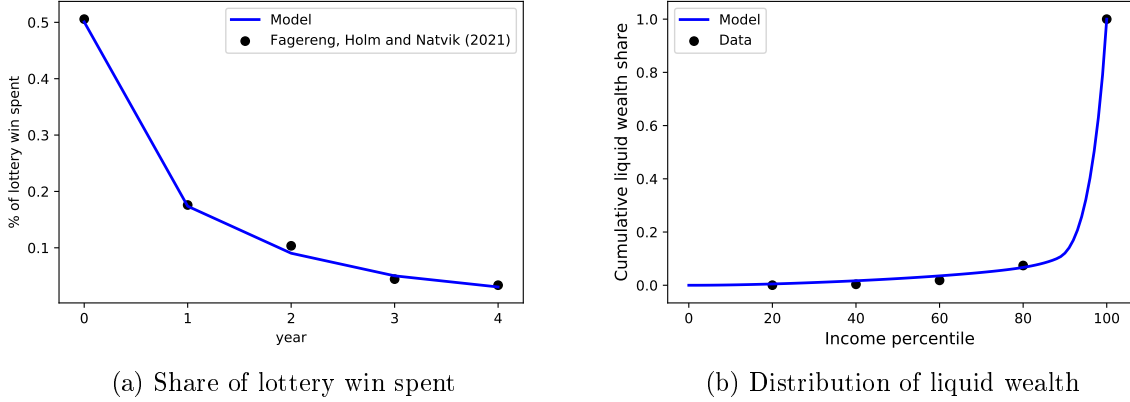 % of lottery win spent
0.5
0.4
0.3
0.2
0.1
Model
Fagereng, Holm and Natvik (2021)
0 1 2 3 4
year
(a) Share of lottery win spent
Cumulative liquid wealth share
1.0
0.8
0.6
0.4
0.2
0.0
Model
Data
0 20 40 60 80 100
Income percentile
(b) Distribution of liquid wealth